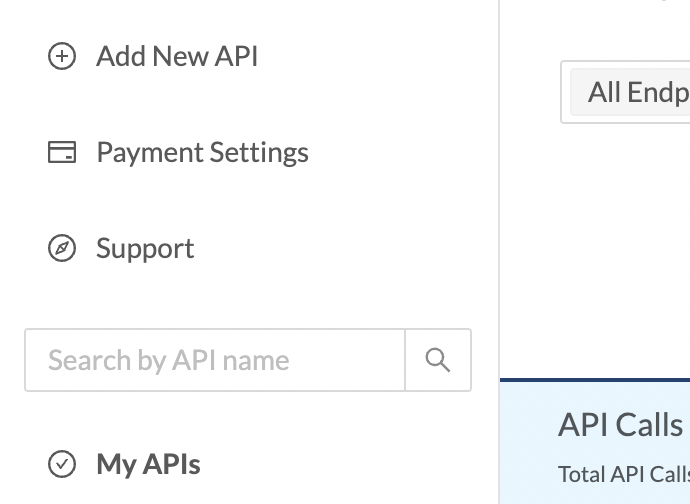 Add New API
All Endp
Payment Settings
Support
Search by API name
API Calls
My APIs
Total API Calls